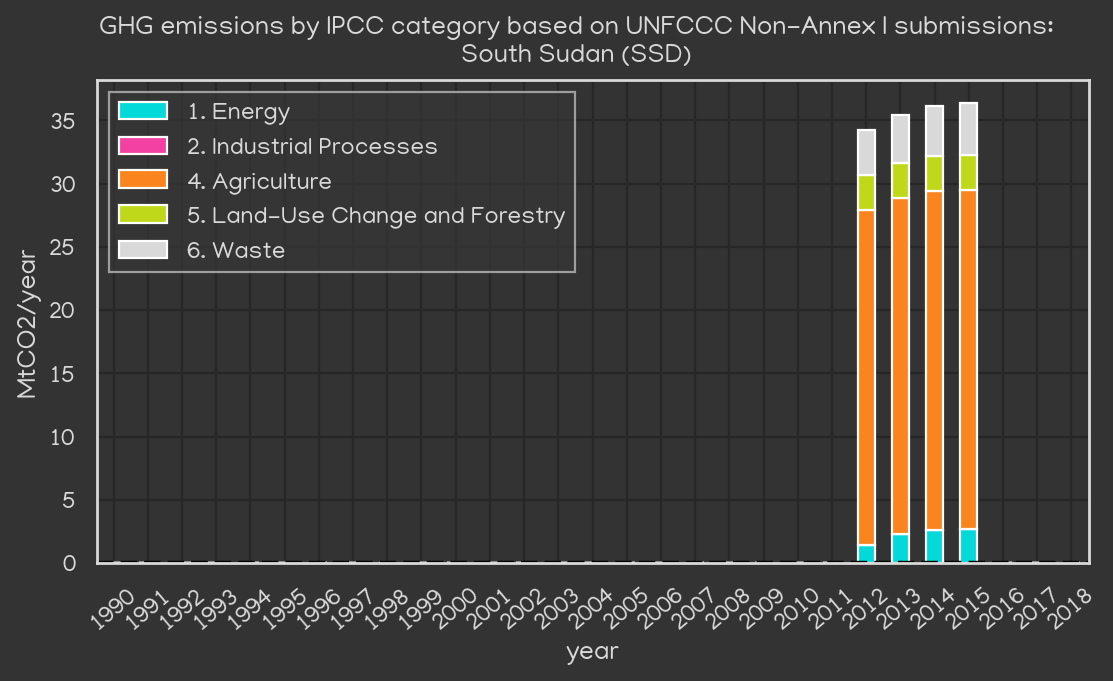 GHG emissions by IPCC category based on UNFCCC Non-Annex I submissions:
South Sudan (SSD)
1. Energy
2. Industrial Processes
4. Agriculture
5. Land-Use Change and Forestry
6. Waste
MtCO2/year
35
30
25
20
15
10
5
0
1990 1991 1992 1993 1994 1995 1996 1997 1998 1999 2000 2001 2002 2003 2004 2005 2006 2007 2008 2009 2010 2011 2012 2013 2014 2015 2016 2017 2018
year